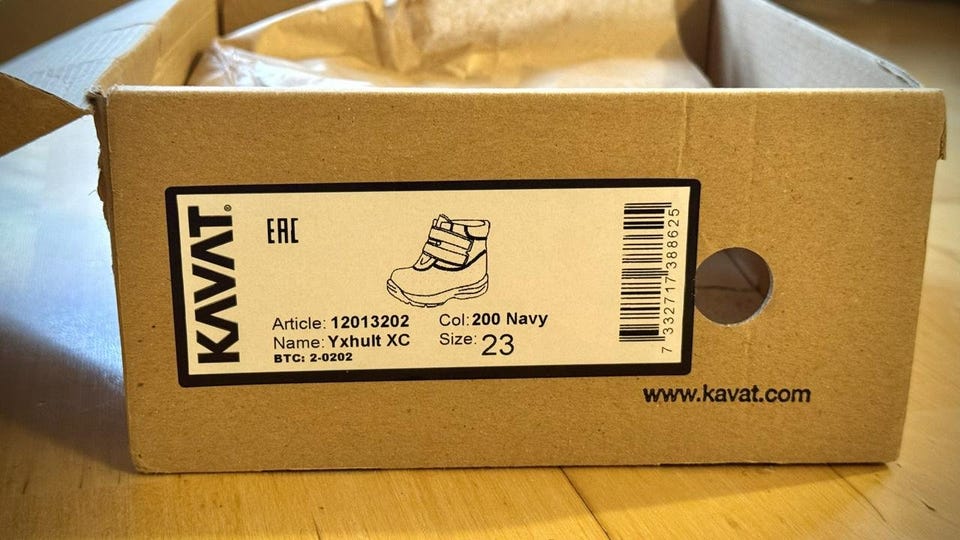 KAVAT®
EAC
Article: 12013202
Name: Yxhult XC
BTC: 2-0202
Col: 200 Navy
Size: 23
7 332717 388625
www.kavat.com